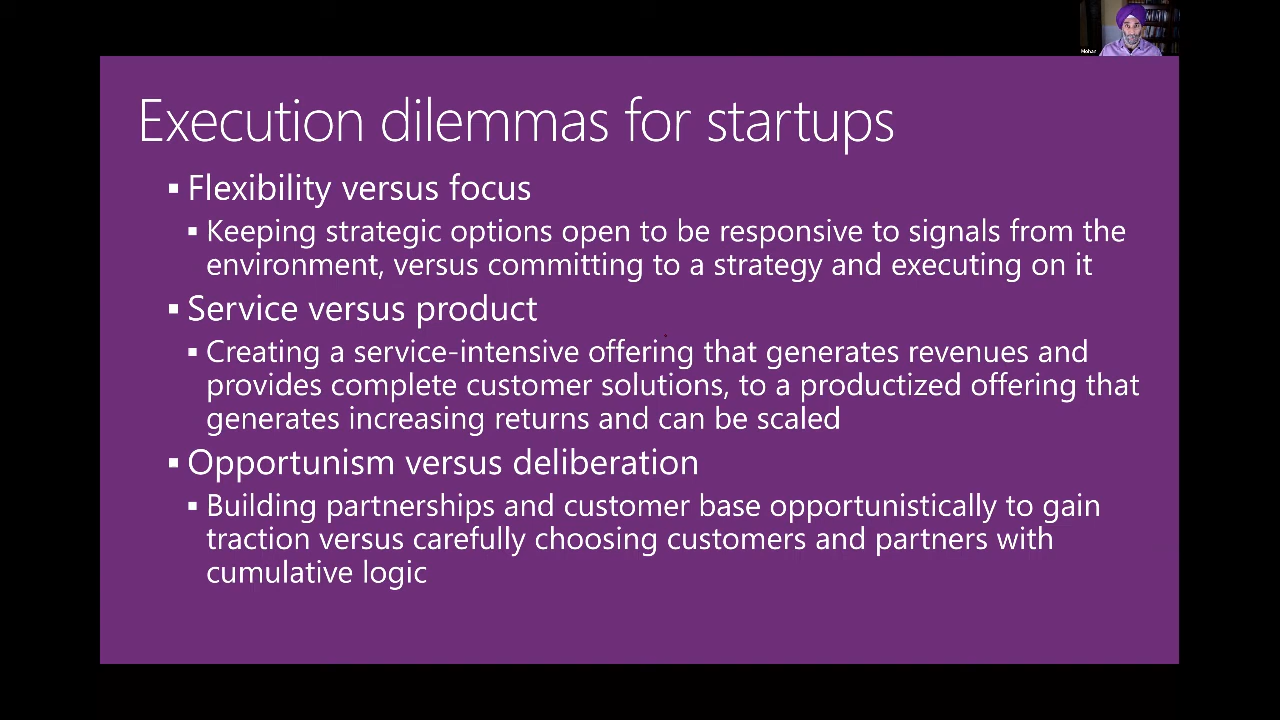 Mohan
Execution dilemmas for startups
▪ Flexibility versus focus
▪ Keeping strategic options open to be responsive to signals from the
environment, versus committing to a strategy and executing on it
▪ Service versus product
▪ Creating a service-intensive offering that generates revenues and
provides complete customer solutions, to a productized offering that
generates increasing returns and can be scaled
▪ Opportunism versus deliberation
▪ Building partnerships and customer base opportunistically to gain
traction versus carefully choosing customers and partners with
cumulative logic